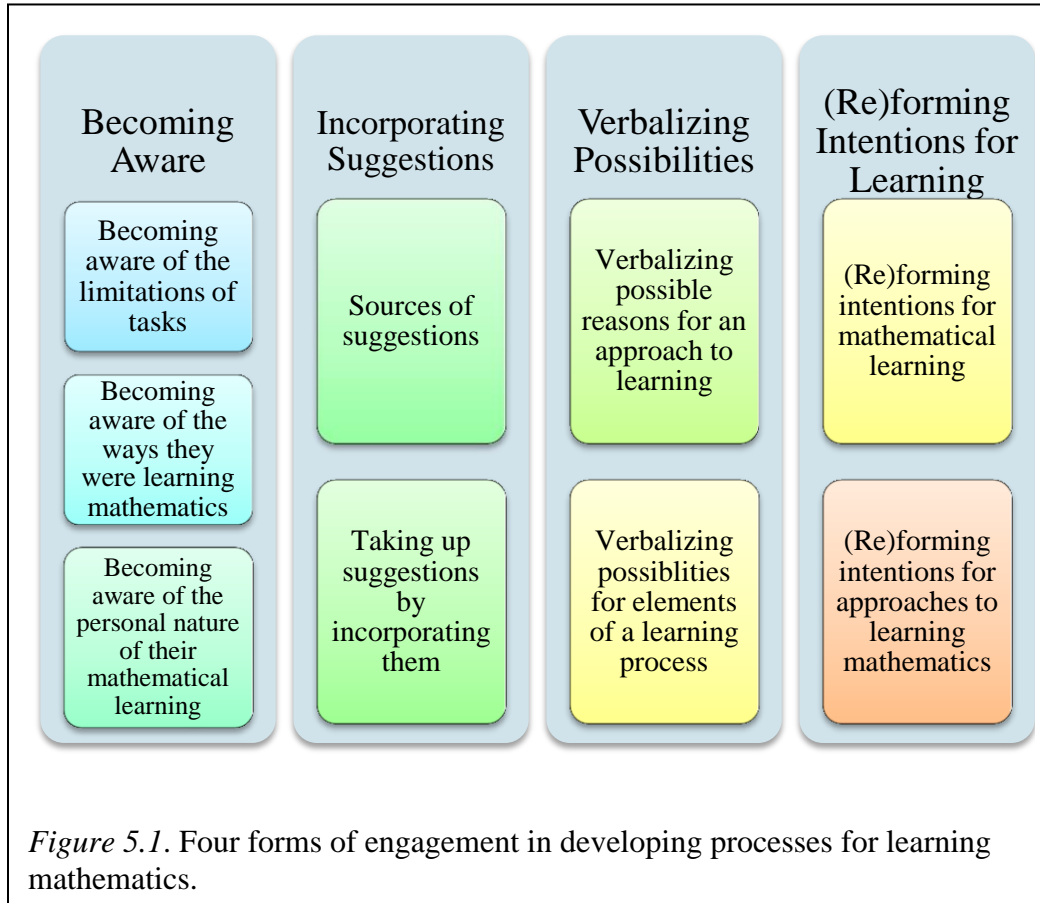 Becoming
Aware
Becoming
aware of the
limitations of
tasks
Becoming
aware of the
ways they
were learning
mathematics
Becoming
aware of the
personal nature
of their
mathematical
learning
Incorporating
Suggestions
Sources of
suggestions
Taking up
suggestions
by
incorporating
them
Verbalizing
Possibilities
Verbalizing
possible
reasons for an
approach to
learning
Verbalizing
possiblities
for elements
of a learning
process
(Re)forming
Intentions for
Learning
(Re)forming
intentions for
mathematical
learning
(Re)forming
intentions for
approaches to
learning
mathematics
Figure 5.1. Four forms of engagement in developing processes for learning
mathematics.